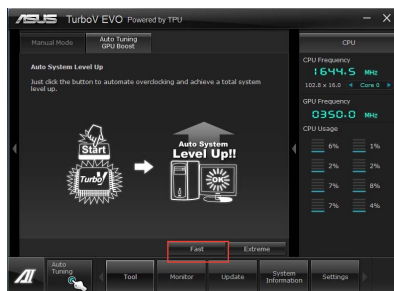 ASUS TurboV EVO Powered by TPU
Manual Mode
Auto Tuning
GPU Boost
Auto System Level Up
Just click the button to automate overclocking and achieve a total system
level up.
Start
Turbo!
Auto System
Level Up!!
OK
Fast
Extreme
CPU
CPU Frequency
1644.5 MHz
102.8 x 16.0 Core 0
GPU Frequency
0350.0 MHz
CPU Usage
6% 1%
2% 2%
7% 8%
7% 4%
Auto
Tuning
Tool
Monitor
Update
System
Information
Settings